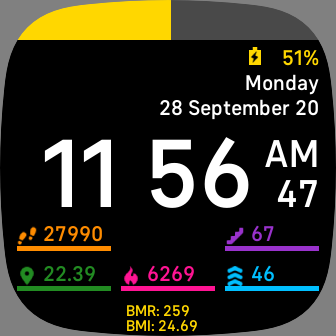 51%
Monday
28 September 20
11 56 AM
47
27990 67
22.39 6269 46
BMR: 259
BMI: 24.69